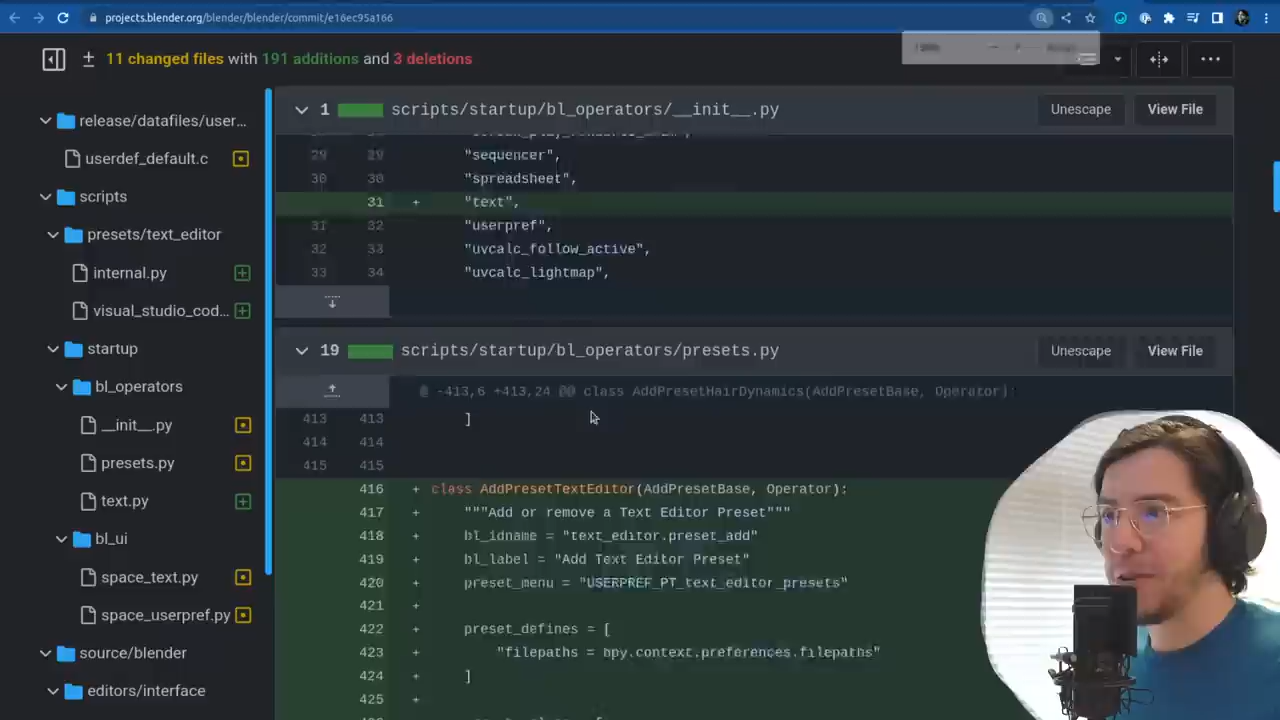 projects.blender.org/blender/blender/commit/e16ec95a166
11 changed files with 191 additions and 3 deletions
release/datafiles/user...
userdef_default.c
scripts
presets/text_editor
internal.py
visual_studio_cod...
startup
bl_operators
__init__.py
presets.py
text.py
bl_ui
space_text.py
space_userpref.py
source/blender
editors/interface
1 scripts/startup/bl_operators/__init__.py Unescape View File
29 29 "sequencer",
30 30 "spreadsheet",
31 + "text",
31 32 "userpref",
32 33 "uvcalc_follow_active",
33 34 "uvcalc_lightmap",
19 scripts/startup/bl_operators/presets.py Unescape View File
@ -413,6 +413,24 @@ class AddPresetHairDynamics(AddPresetBase, Operator):
413 413 ]
414 414
415 415
416 + class AddPresetTextEditor(AddPresetBase, Operator):
417 + """Add or remove a Text Editor Preset"""
418 + bl_idname = "text_editor.preset_add"
419 + bl_label = "Add Text Editor Preset"
420 + preset_menu = "USERPREF_PT_text_editor_presets"
421 +
422 + preset_defines = [
423 + "filepaths = bpy.context.preferences.filepaths"
424 + ]
425 +